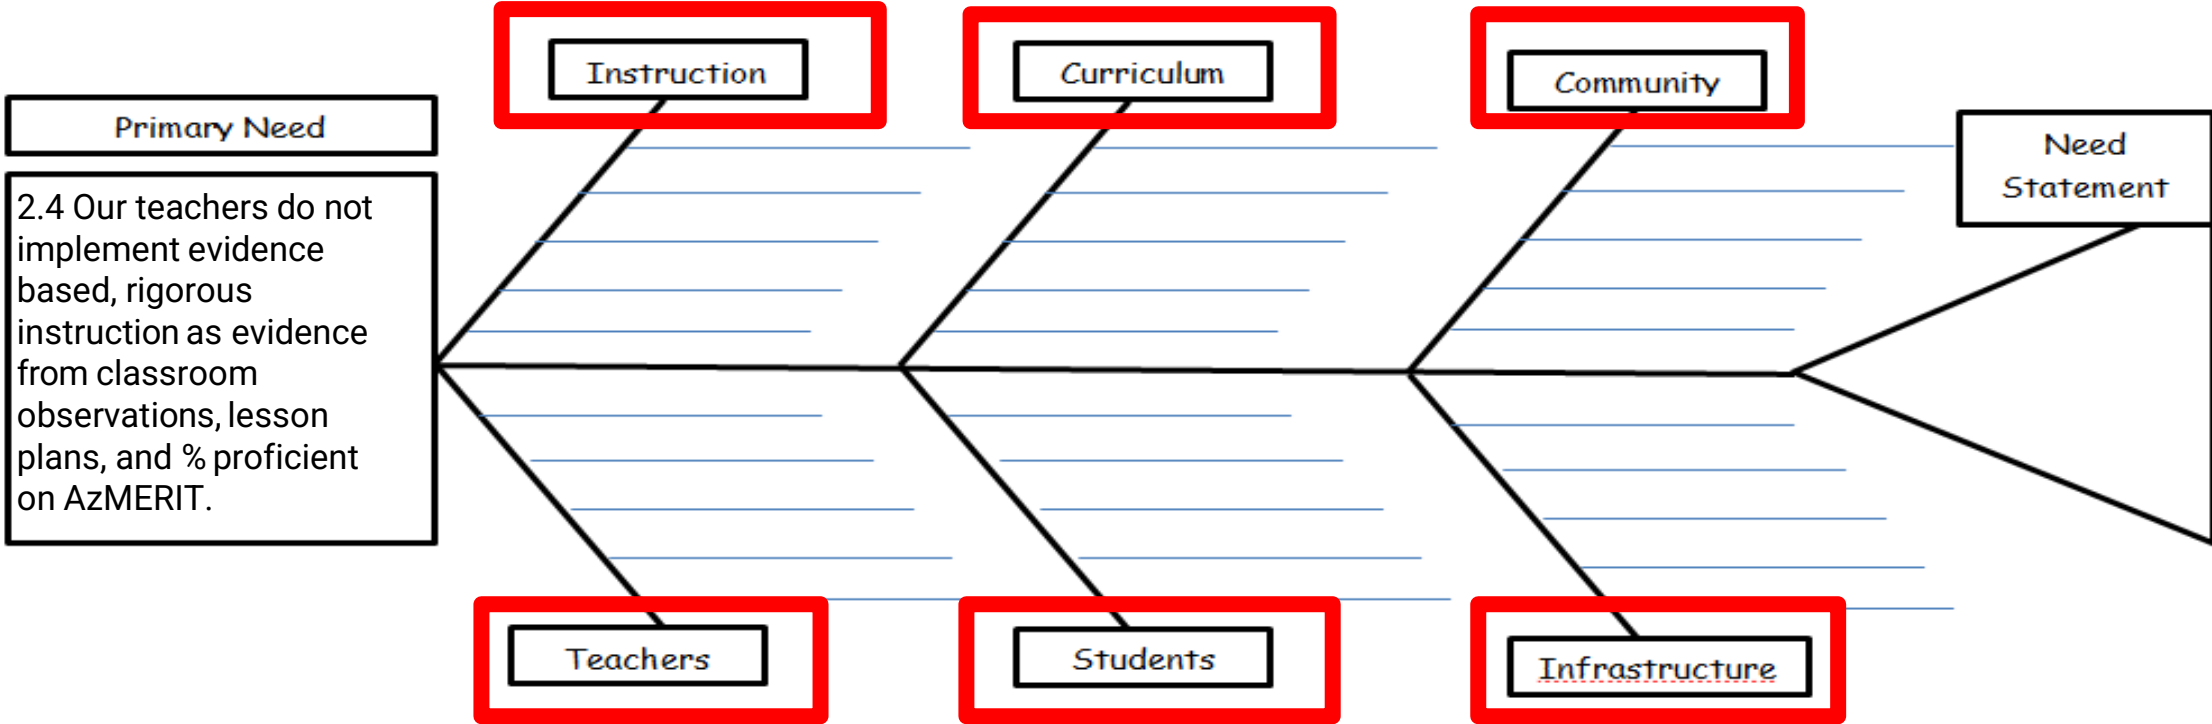 Instruction
Curriculum
Community
Primary Need
Need
Statement
2.4 Our teachers do not
implement evidence
based, rigorous
instruction as evidence
from classroom
observations, lesson
plans, and % proficient
on AzMERIT.
Teachers
Students
Infrastructure